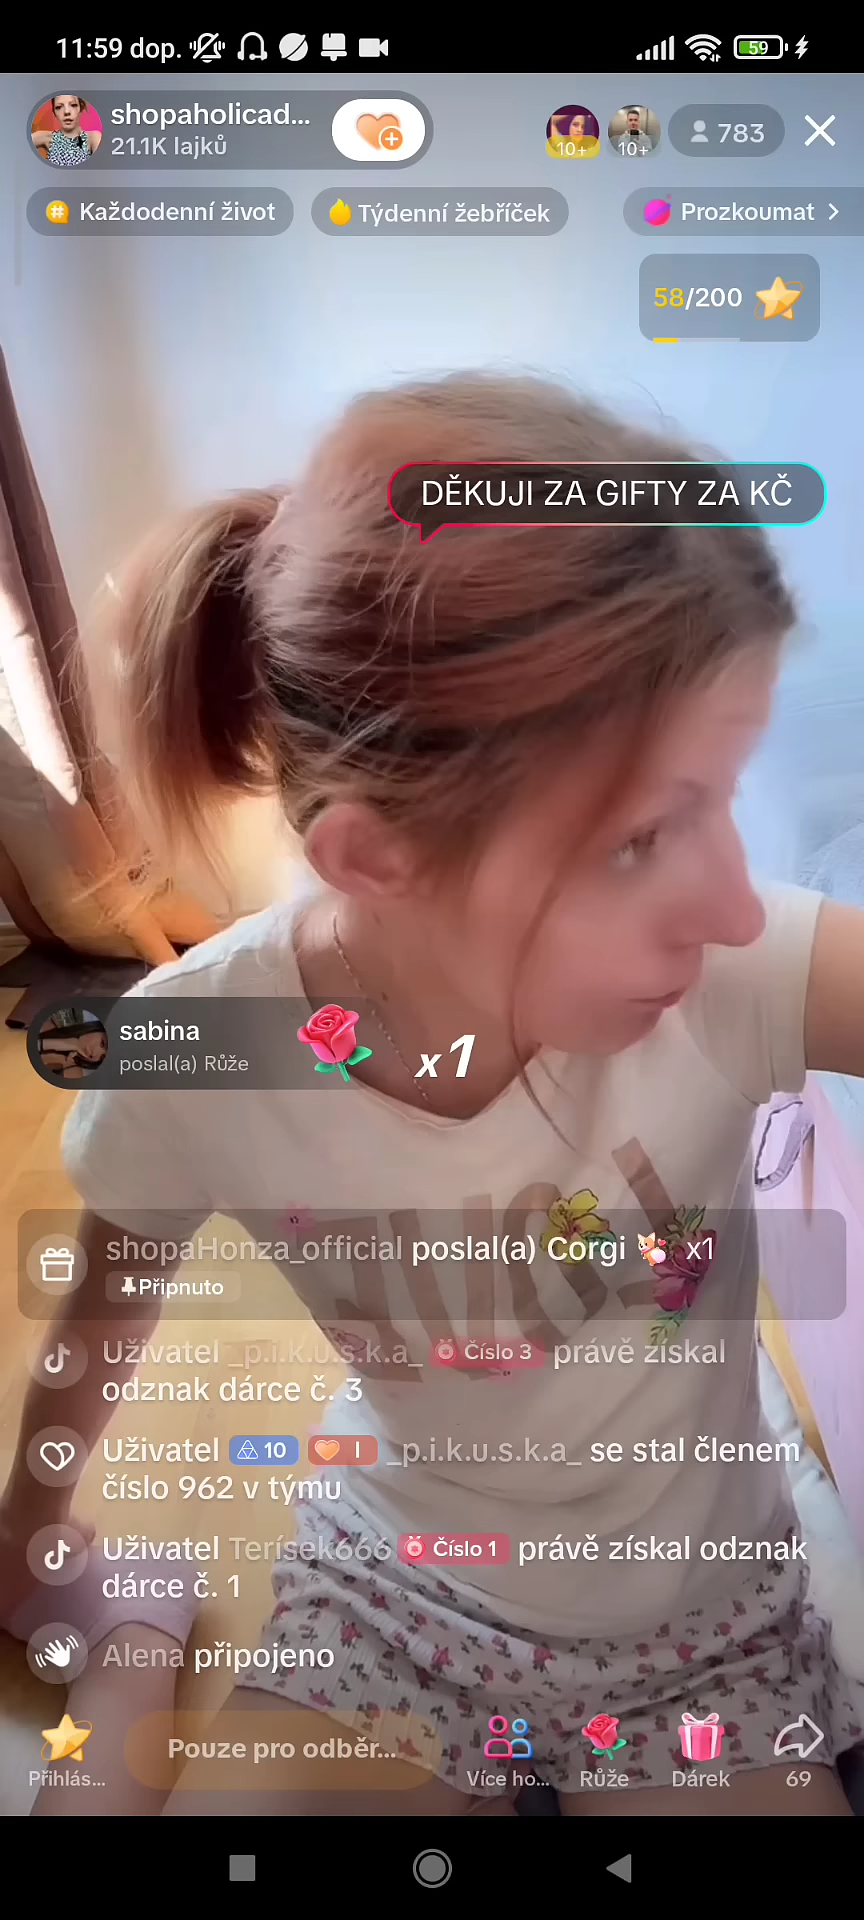 11:59 dop.
59
shopaholicad...
21.1K lajků
10+
10+
783
Každodenní život
Týdenní žebříček
Prozkoumat
58/200
DĚKUJI ZA GIFTY ZA KČ
sabina
poslal(a) Růže
x1
shopaHonza_official poslal(a) Corgi x1
Připnuto
Uživatel _p.i.k.u.s.k.a_ Číslo 3 právě získal
odznak dárce č. 3
Uživatel 10 I _p.i.k.u.s.k.a_ se stal členem
číslo 962 v týmu
Uživatel Terísek666 Číslo 1 právě získal odznak
dárce č. 1
Alena připojeno
Pouze pro odběr...
Přihlás...
Více ho...
Růže
Dárek
69